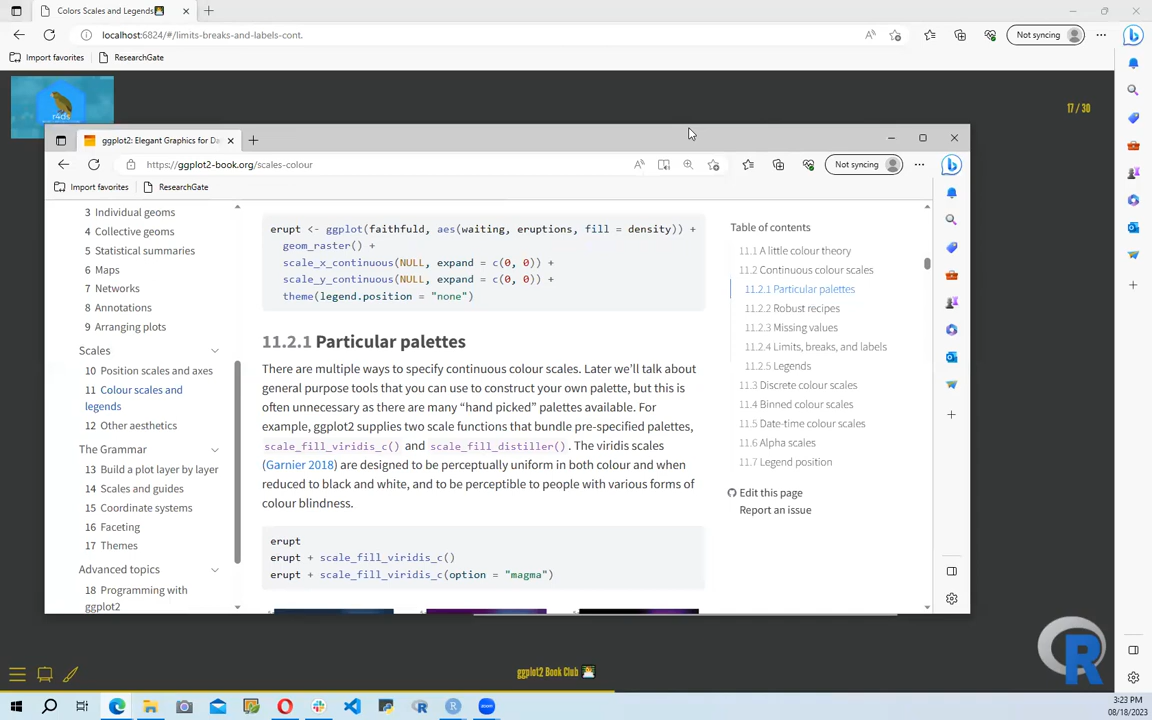 Colors Scales and Legends
localhost:6824/#/limits-breaks-and-labels-cont.
Not syncing
Import favorites
ResearchGate
r4ds
17 / 30
ggplot2: Elegant Graphics for Da
https://ggplot2-book.org/scales-colour
Not syncing
Import favorites
ResearchGate
3 Individual geoms
4 Collective geoms
5 Statistical summaries
6 Maps
7 Networks
8 Annotations
9 Arranging plots
Scales
10 Position scales and axes
11 Colour scales and
legends
12 Other aesthetics
The Grammar
13 Build a plot layer by layer
14 Scales and guides
15 Coordinate systems
16 Faceting
17 Themes
Advanced topics
18 Programming with
ggplot2
erupt <- ggplot(faithfuld, aes(waiting, eruptions, fill = density)) +
geom_raster() +
scale_x_continuous(NULL, expand = c(0, 0)) +
scale_y_continuous(NULL, expand = c(0, 0)) +
theme(legend.position = "none")
11.2.1 Particular palettes
There are multiple ways to specify continuous colour scales. Later we'll talk about
general purpose tools that you can use to construct your own palette, but this is
often unnecessary as there are many “hand picked” palettes available. For
example, ggplot2 supplies two scale functions that bundle pre-specified palettes,
scale_fill_viridis_c() and scale_fill_distiller(). The viridis scales
(Garnier 2018) are designed to be perceptually uniform in both colour and when
reduced to black and white, and to be perceptible to people with various forms of
colour blindness.
erupt
erupt + scale_fill_viridis_c()
erupt + scale_fill_viridis_c(option = "magma")
Table of contents
11.1 A little colour theory
11.2 Continuous colour scales
11.2.1 Particular palettes
11.2.2 Robust recipes
11.2.3 Missing values
11.2.4 Limits, breaks, and labels
11.2.5 Legends
11.3 Discrete colour scales
11.4 Binned colour scales
11.5 Date-time colour scales
11.6 Alpha scales
11.7 Legend position
Edit this page
Report an issue
ggplot2 Book Club
R
3:23 PM
08/18/2023